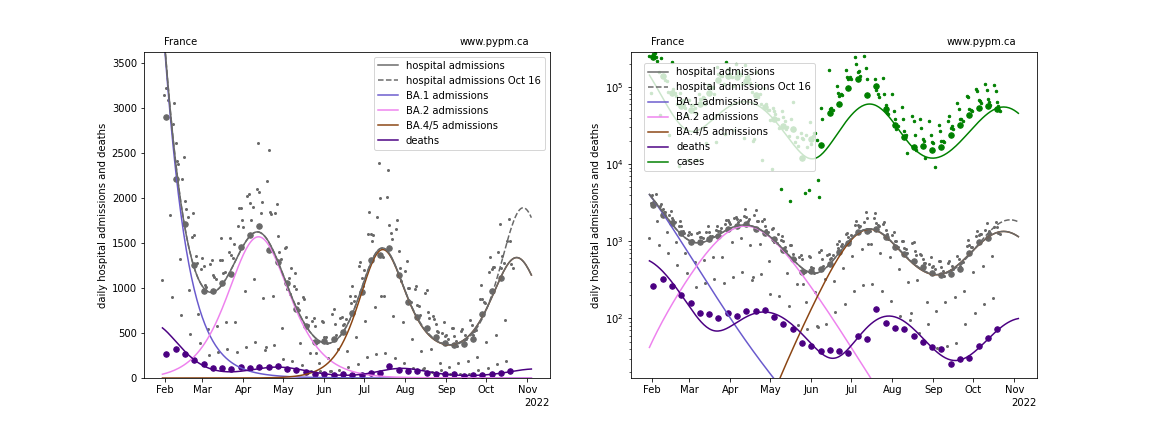 France www.pypm.ca
3500
3000
2500
2000
1500
1000
500
0
daily hospital admissions and deaths
hospital admissions
hospital admissions Oct 16
BA.1 admissions
BA.2 admissions
BA.4/5 admissions
deaths
Feb Mar Apr May Jun Jul Aug Sep Oct Nov
2022
France www.pypm.ca
10⁵
10⁴
10³
10²
daily hospital admissions and deaths
hospital admissions
hospital admissions Oct 16
BA.1 admissions
BA.2 admissions
BA.4/5 admissions
deaths
cases
Feb Mar Apr May Jun Jul Aug Sep Oct Nov
2022